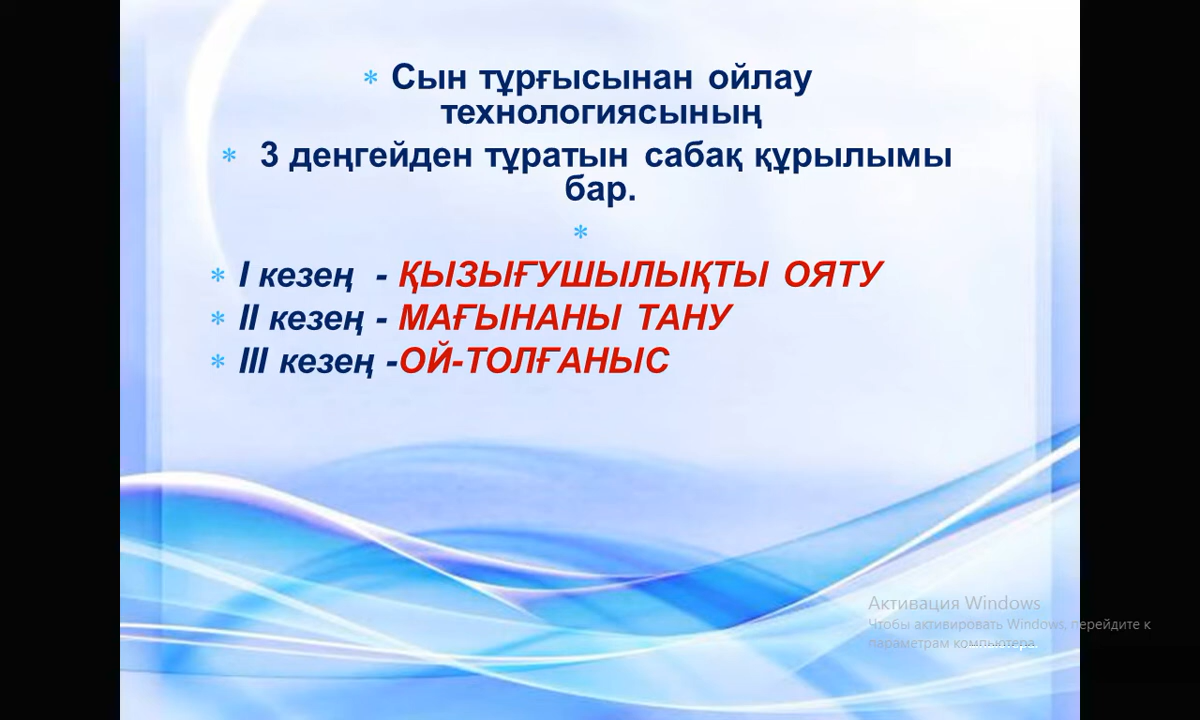 * Сын тұрғысынан ойлау
технологиясының
* 3 деңгейден тұратын сабақ құрылымы
бар.
*
* I кезең - ҚЫЗЫҒУШЫЛЫҚТЫ ОЯТУ
* II кезең - МАҒЫНАНЫ ТАНУ
* III кезең -ОЙ-ТОЛҒАНЫС
Активация Windows
Чтобы активировать Windows, перейдите к
параметрам компьютера.